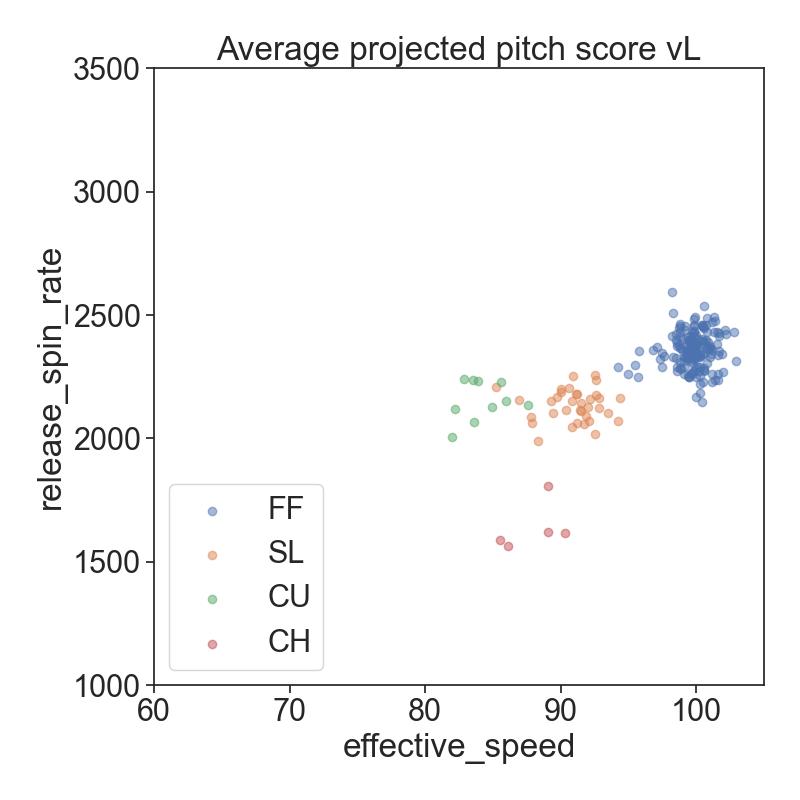 Average projected pitch score vL
3500
3000
2500
2000
1500
1000
release_spin_rate
FF
SL
CU
CH
60
70
80
90
100
effective_speed